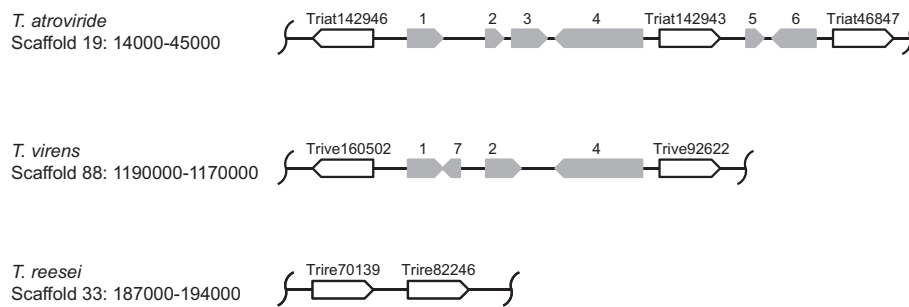 T. atroviride
Scaffold 19: 14000-45000
Triat142946 1 2 3 4 Triat142943 5 6 Triat46847
T. virens
Scaffold 88: 1190000-1170000
Trive160502 1 7 2 4 Trive92622
T. reesei
Scaffold 33: 187000-194000
Trire70139 Trire82246